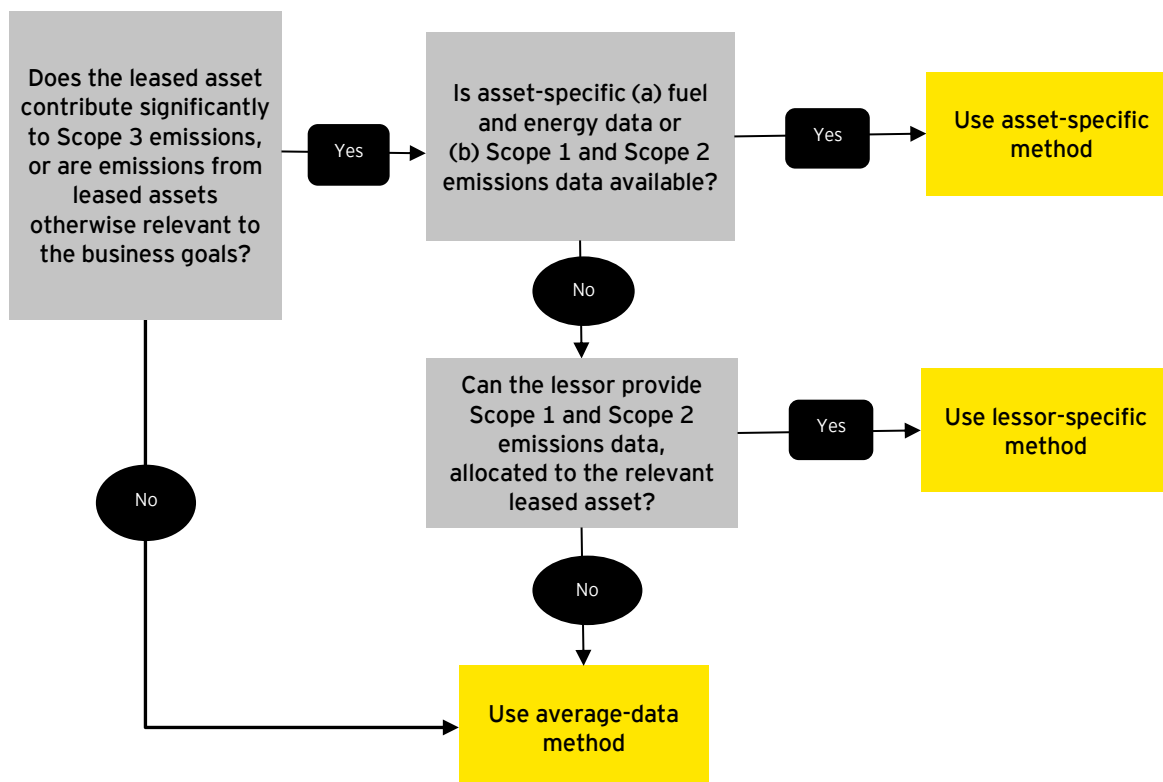 Does the leased asset
contribute significantly
to Scope 3 emissions,
or are emissions from
leased assets
otherwise relevant to
the business goals?
Yes
Is asset-specific (a) fuel
and energy data or
(b) Scope 1 and Scope 2
emissions data available?
Yes
Use asset-specific
method
No
Can the lessor provide
Scope 1 and Scope 2
emissions data,
allocated to the relevant
leased asset?
Yes
Use lessor-specific
method
No
No
Use average-data
method